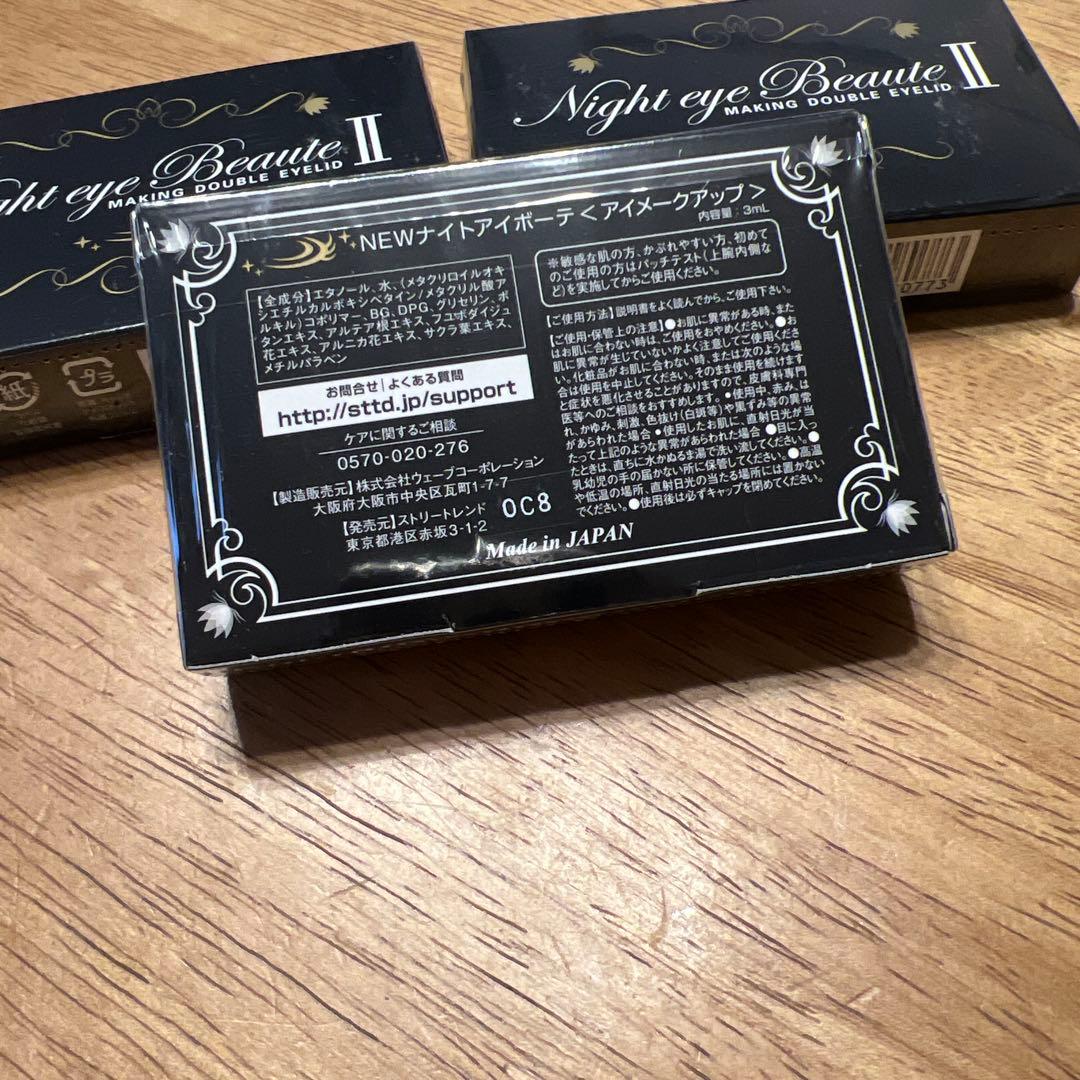 ght eye Beaute II
MAKING DOUBLE EYELID
Night eye Beaute II
MAKING DOUBLE EYELID
紙
プラ
0773
NEWナイトアイボーテ＜アイメークアップ＞
内容量：3mL
【全成分】エタノール、水、(メタクリロイルオキ
シエチルカルボキシベタイン/メタクリル酸ア
ルキル)コポリマー、BG、DPG、グリセリン、ボ
タンエキス、アルテア根エキス、フユボダイジュ
花エキス、アルニカ花エキス、サクラ葉エキス、
メチルパラベン
お問合せ|よくある質問
http://sttd.jp/support
ケアに関するご相談
0570-020-276
【製造販売元】株式会社ウェーブコーポレーション
大阪府大阪市中央区瓦町1-7-7
【発売元】ストリートレンド
東京都港区赤坂3-1-2
0C8
Made in JAPAN
※敏感な肌の方、かぶれやすい方、初めて
のご使用の方はパッチテスト(上腕内側な
ど)を実施してからご使用ください。
【ご使用方法】説明書をよく読んでから、ご使用下さい。
【ご使用・保管上の注意】●お肌に異常がある時、また
はお肌に合わない時は、ご使用をおやめください。●お
肌に異常が生じていないかよく注意してご使用くださ
い。化粧品がお肌に合わない時、または次のような場
合は使用を中止してください。そのまま使用を続けます
と症状を悪化させることがありますので、皮膚科専門
医等へのご相談をおすすめします。•使用中、赤み、は
れ、かゆみ、刺激、色抜け(白斑等)や黒ずみ等の異常
があらわれた場合•使用したお肌に、直射日光が当
たって上記のような異常があらわれた場合●目に入っ
たときは、直ちに水かぬるま湯で洗い流してください。●
乳幼児の手の届かない所に保管してください。●高温
や低温の場所、直射日光の当たる場所には置かない
でください。●使用後は必ずキャップを閉めてください。